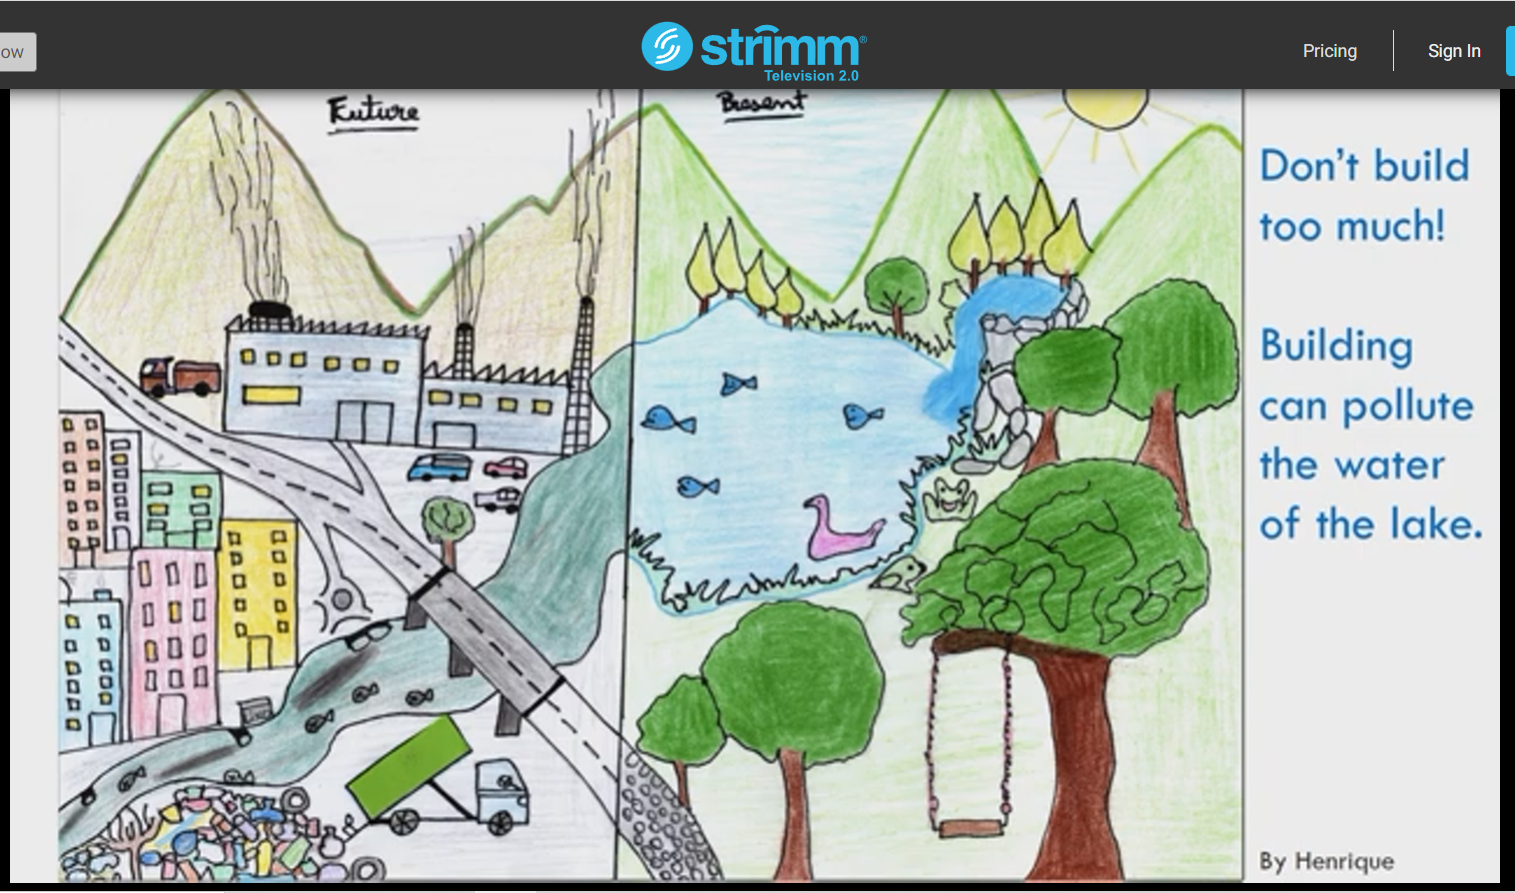 ow
strimm®
Television 2.0
Pricing
Sign In
Future
Present
Don't build
too much!
Building
can pollute
the water
of the lake.
By Henrique